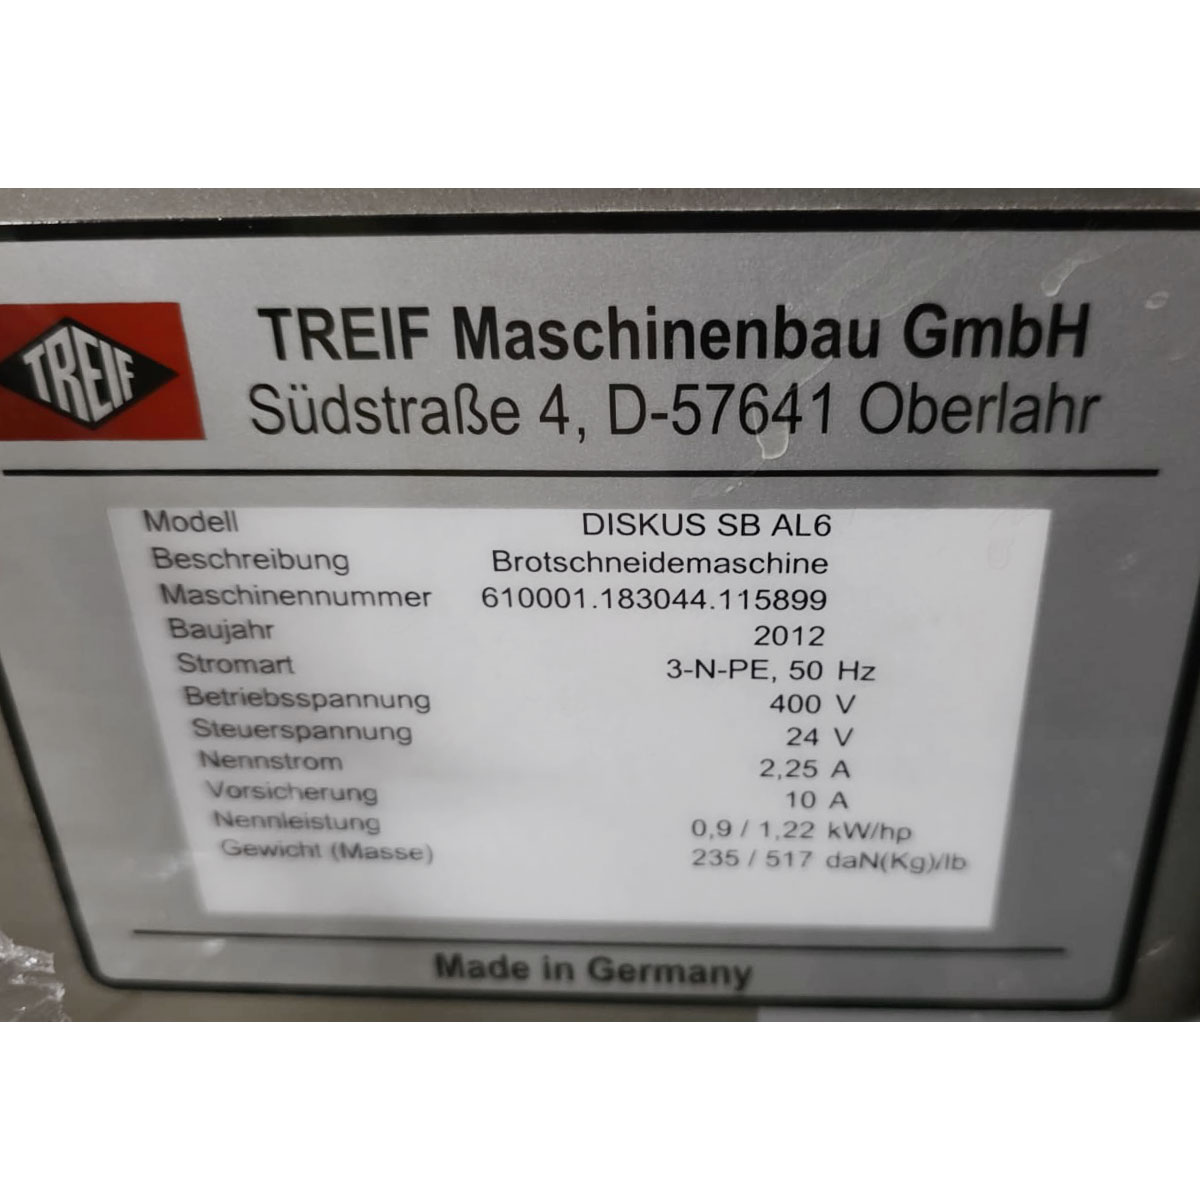 TREIF
TREIF Maschinenbau GmbH
Südstraße 4, D-57641 Oberlahr
Modell DISKUS SB AL6
Beschreibung Brotschneidemaschine
Maschinennummer 610001.183044.115899
Baujahr 2012
Stromart 3-N-PE, 50 Hz
Betriebsspannung 400 V
Steuerspannung 24 V
Nennstrom 2,25 A
Vorsicherung 10 A
Nennleistung 0,9 / 1,22 kW/hp
Gewicht (Masse) 235 / 517 daN(Kg)/lb
Made in Germany